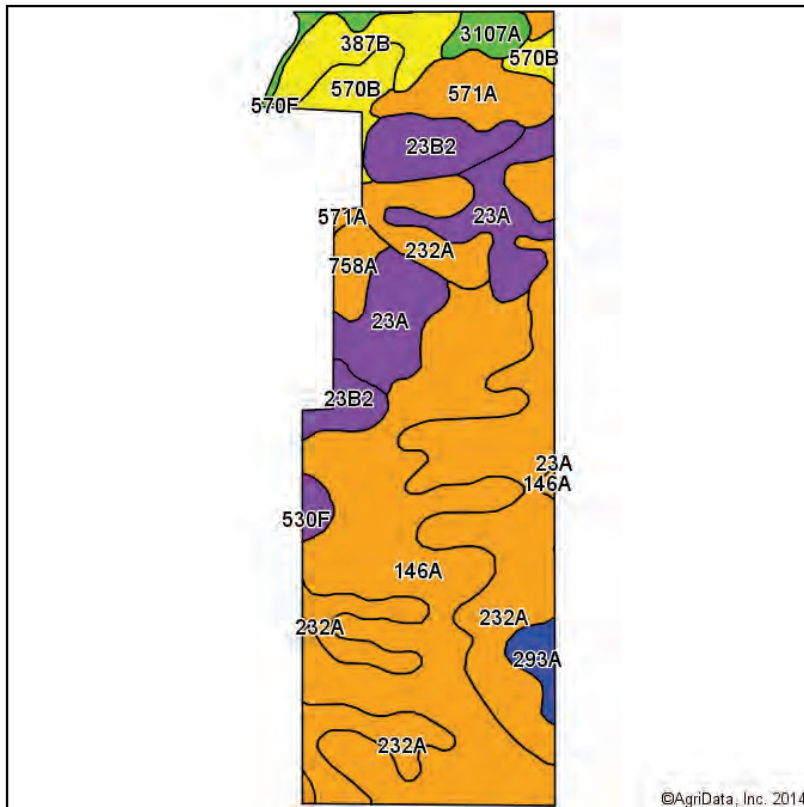 3107A
387B
570B
570B
571A
570F
23B2
571A
23A
232A
758A
23A
23B2
23A
146A
530F
146A
232A
232A
293A
232A
©AgriData, Inc. 2014